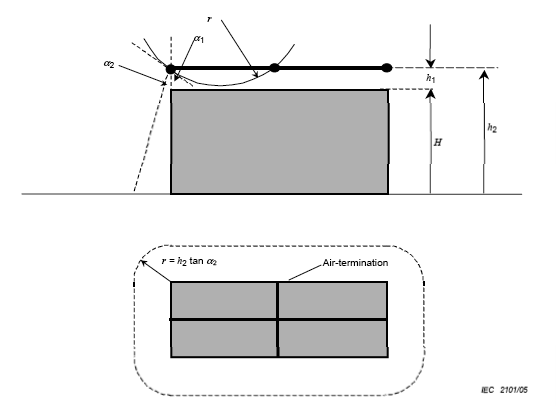 r
α1
α2
h1
h2
H
r = h2 tan α2
Air-termination
IEC 2101/05